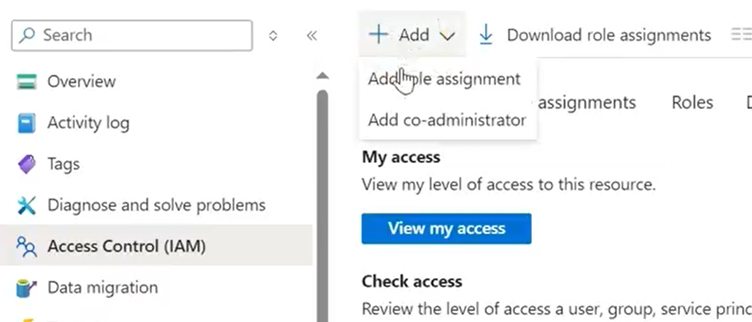 Search
Add
Download role assignments
Overview
Activity log
Tags
Diagnose and solve problems
Access Control (IAM)
Data migration
Add role assignment
Add co-administrator
assignments
Roles
My access
View my level of access to this resource.
View my access
Check access
Review the level of access a user, group, service princ